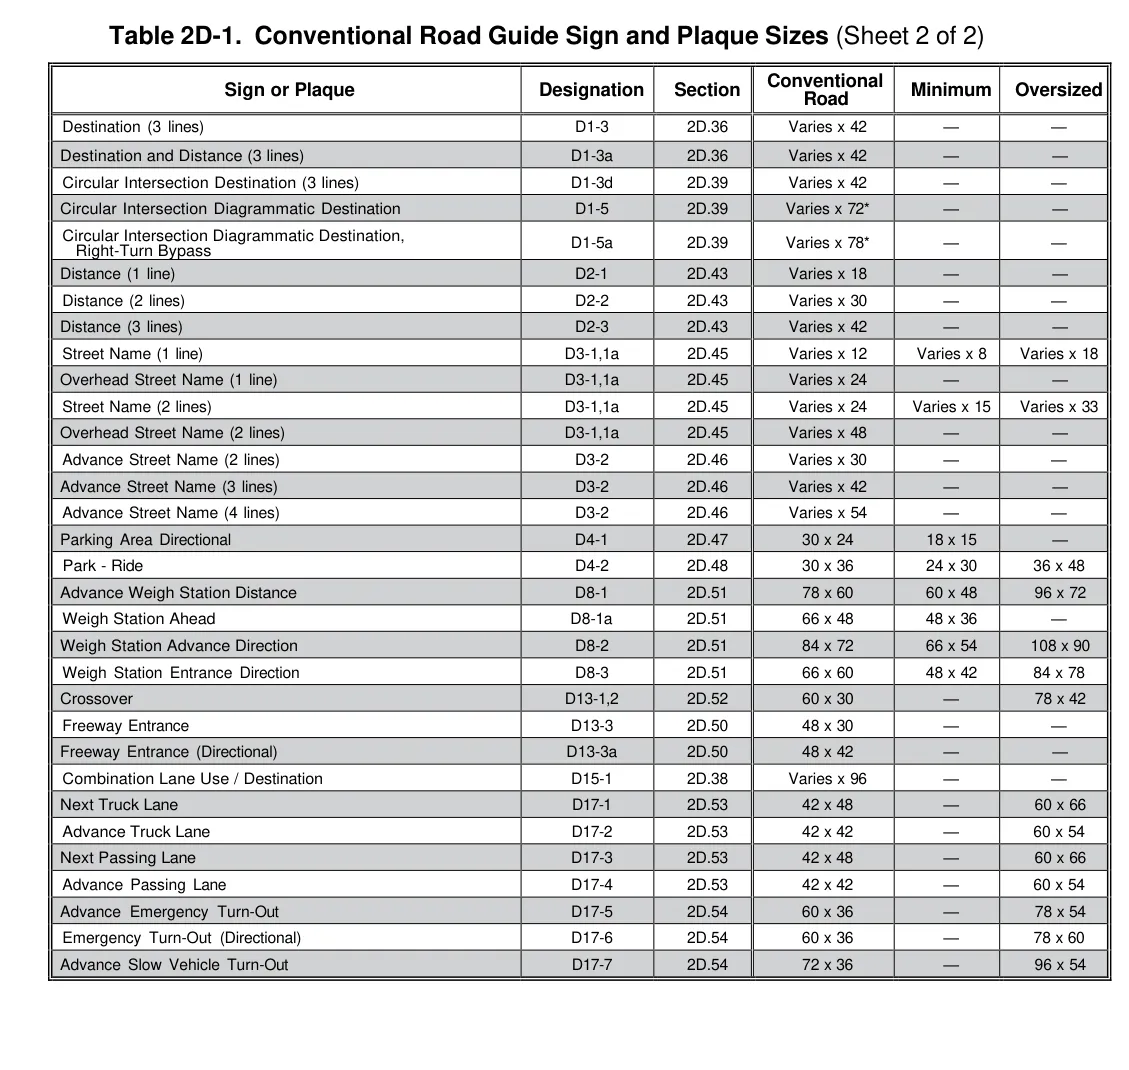 Table 2D-1. Conventional Road Guide Sign and Plaque Sizes (Sheet 2 of 2)
Sign or Plaque Designation Section Conventional Road Minimum Oversized
Destination (3 lines) D1-3 2D.36 Varies x 42 — —
Destination and Distance (3 lines) D1-3a 2D.36 Varies x 42 — —
Circular Intersection Destination (3 lines) D1-3d 2D.39 Varies x 42 — —
Circular Intersection Diagrammatic Destination D1-5 2D.39 Varies x 72* — —
Circular Intersection Diagrammatic Destination,
Right-Turn Bypass D1-5a 2D.39 Varies x 78* — —
Distance (1 line) D2-1 2D.43 Varies x 18 — —
Distance (2 lines) D2-2 2D.43 Varies x 30 — —
Distance (3 lines) D2-3 2D.43 Varies x 42 — —
Street Name (1 line) D3-1,1a 2D.45 Varies x 12 Varies x 8 Varies x 18
Overhead Street Name (1 line) D3-1,1a 2D.45 Varies x 24 — —
Street Name (2 lines) D3-1,1a 2D.45 Varies x 24 Varies x 15 Varies x 33
Overhead Street Name (2 lines) D3-1,1a 2D.45 Varies x 48 — —
Advance Street Name (2 lines) D3-2 2D.46 Varies x 30 — —
Advance Street Name (3 lines) D3-2 2D.46 Varies x 42 — —
Advance Street Name (4 lines) D3-2 2D.46 Varies x 54 — —
Parking Area Directional D4-1 2D.47 30 x 24 18 x 15 —
Park - Ride D4-2 2D.48 30 x 36 24 x 30 36 x 48
Advance Weigh Station Distance D8-1 2D.51 78 x 60 60 x 48 96 x 72
Weigh Station Ahead D8-1a 2D.51 66 x 48 48 x 36 —
Weigh Station Advance Direction D8-2 2D.51 84 x 72 66 x 54 108 x 90
Weigh Station Entrance Direction D8-3 2D.51 66 x 60 48 x 42 84 x 78
Crossover D13-1,2 2D.52 60 x 30 — 78 x 42
Freeway Entrance D13-3 2D.50 48 x 30 — —
Freeway Entrance (Directional) D13-3a 2D.50 48 x 42 — —
Combination Lane Use / Destination D15-1 2D.38 Varies x 96 — —
Next Truck Lane D17-1 2D.53 42 x 48 — 60 x 66
Advance Truck Lane D17-2 2D.53 42 x 42 — 60 x 54
Next Passing Lane D17-3 2D.53 42 x 48 — 60 x 66
Advance Passing Lane D17-4 2D.53 42 x 42 — 60 x 54
Advance Emergency Turn-Out D17-5 2D.54 60 x 36 — 78 x 54
Emergency Turn-Out (Directional) D17-6 2D.54 60 x 36 — 78 x 60
Advance Slow Vehicle Turn-Out D17-7 2D.54 72 x 36 — 96 x 54